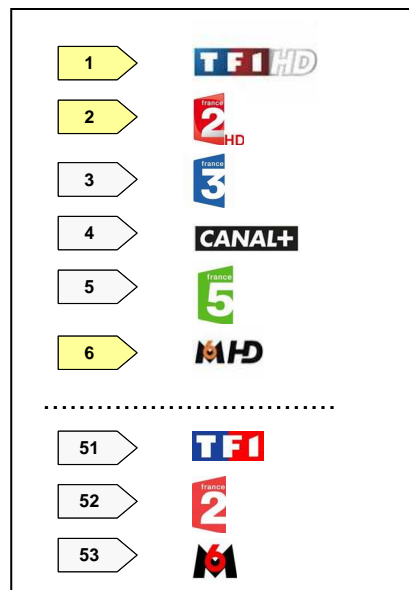 1 TF1 HD
2 france 2 HD
3 3
4 CANAL+
5 france 5
6 M6 HD
51 TF1
52 france 2
53 M6